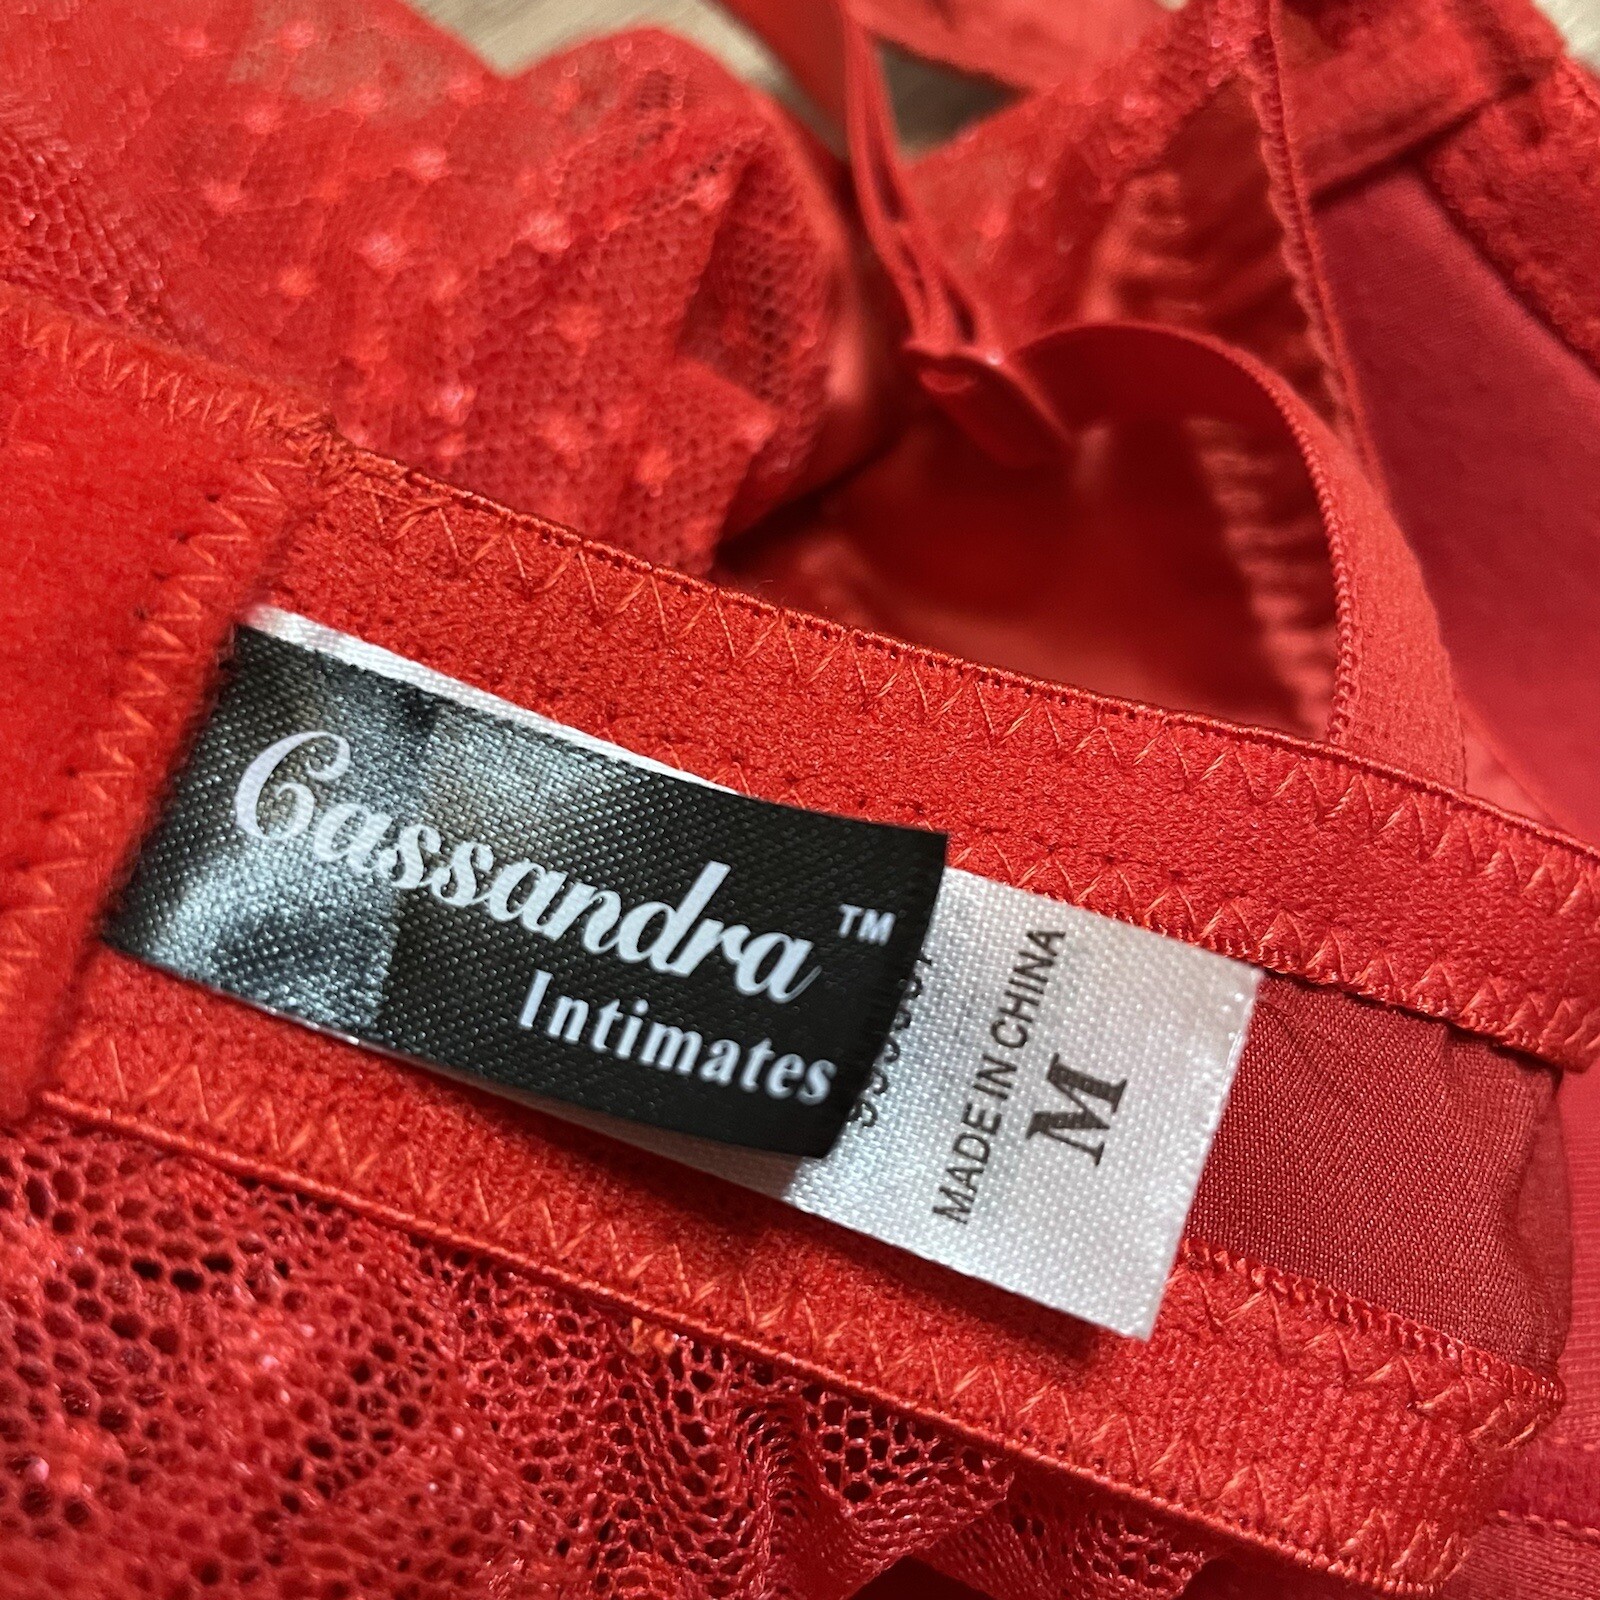 Cassandra™
Intimates
MADE IN CHINA
M